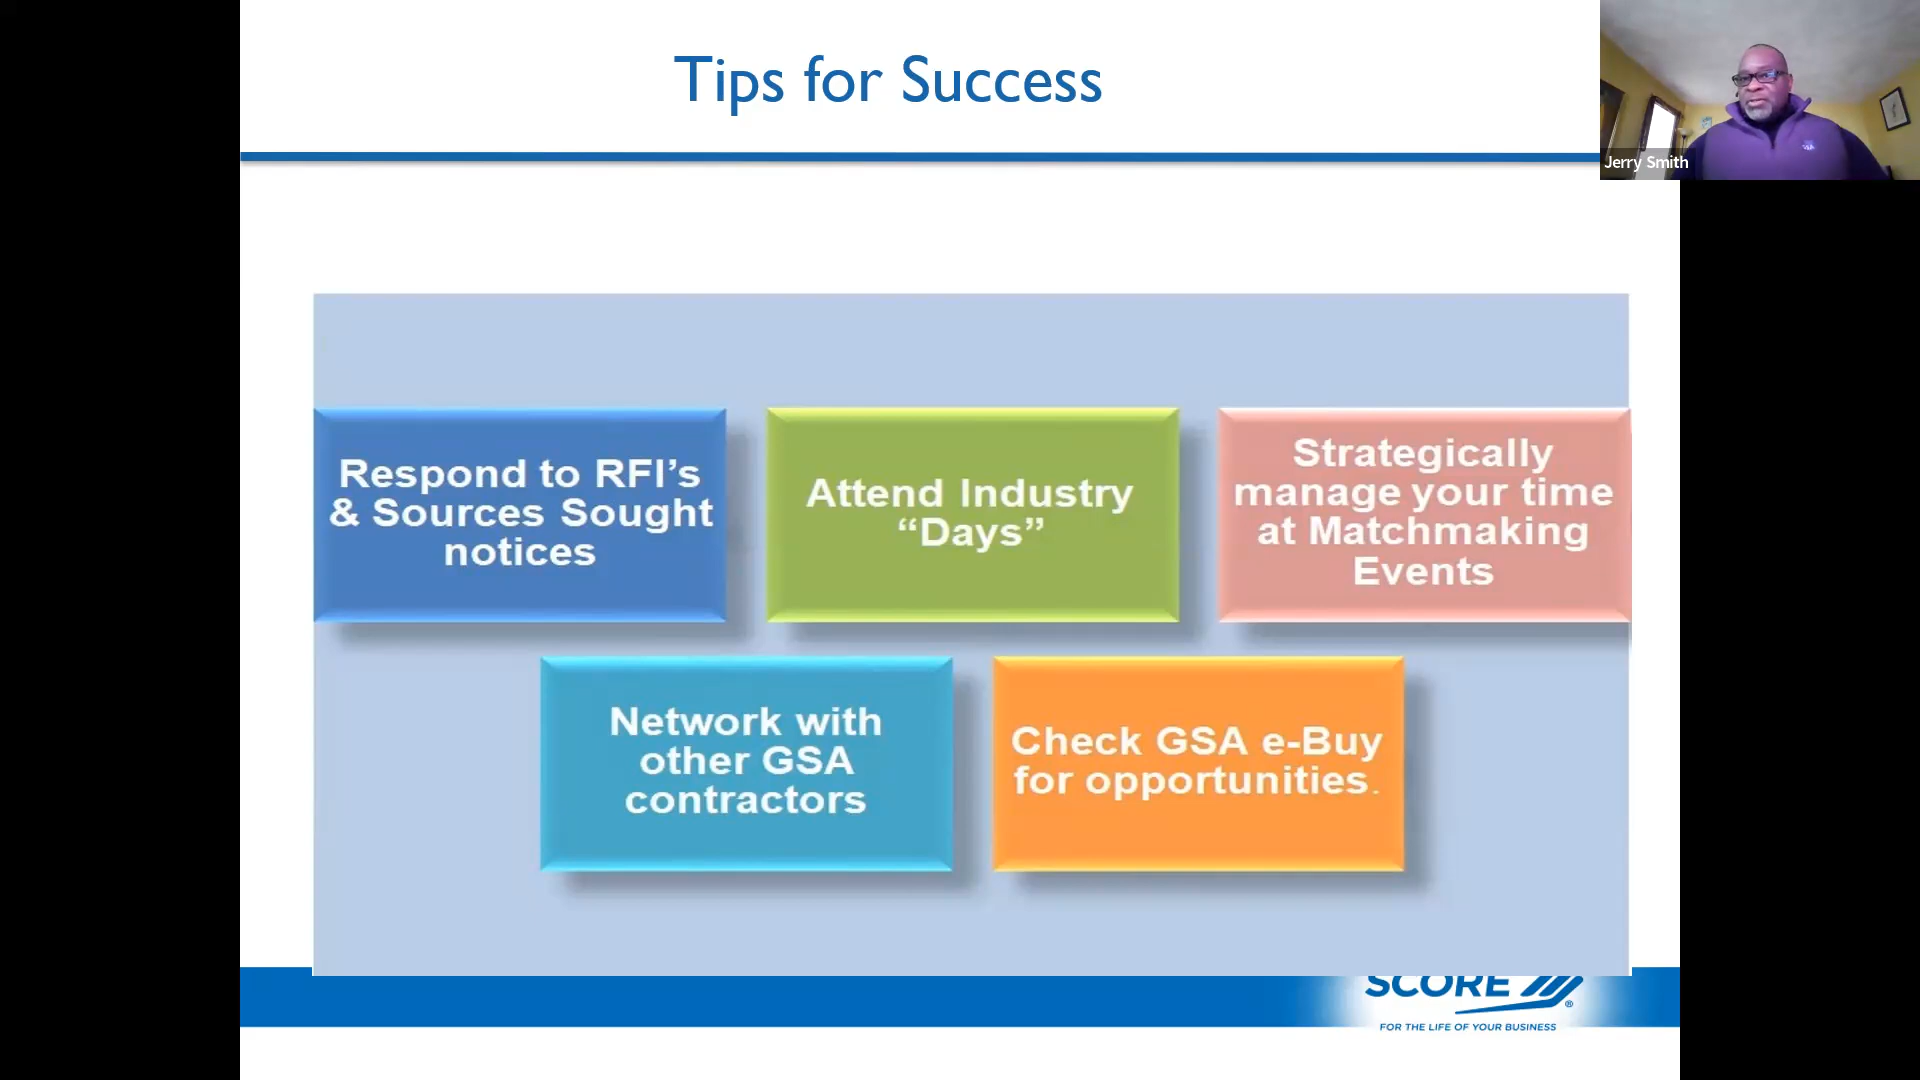 Tips for Success
Jerry Smith
Respond to RFI’s
& Sources Sought
notices
Attend Industry
“Days”
Strategically
manage your time
at Matchmaking
Events
Network with
other GSA
contractors
Check GSA e-Buy
for opportunities.
SCORE ®
FOR THE LIFE OF YOUR BUSINESS